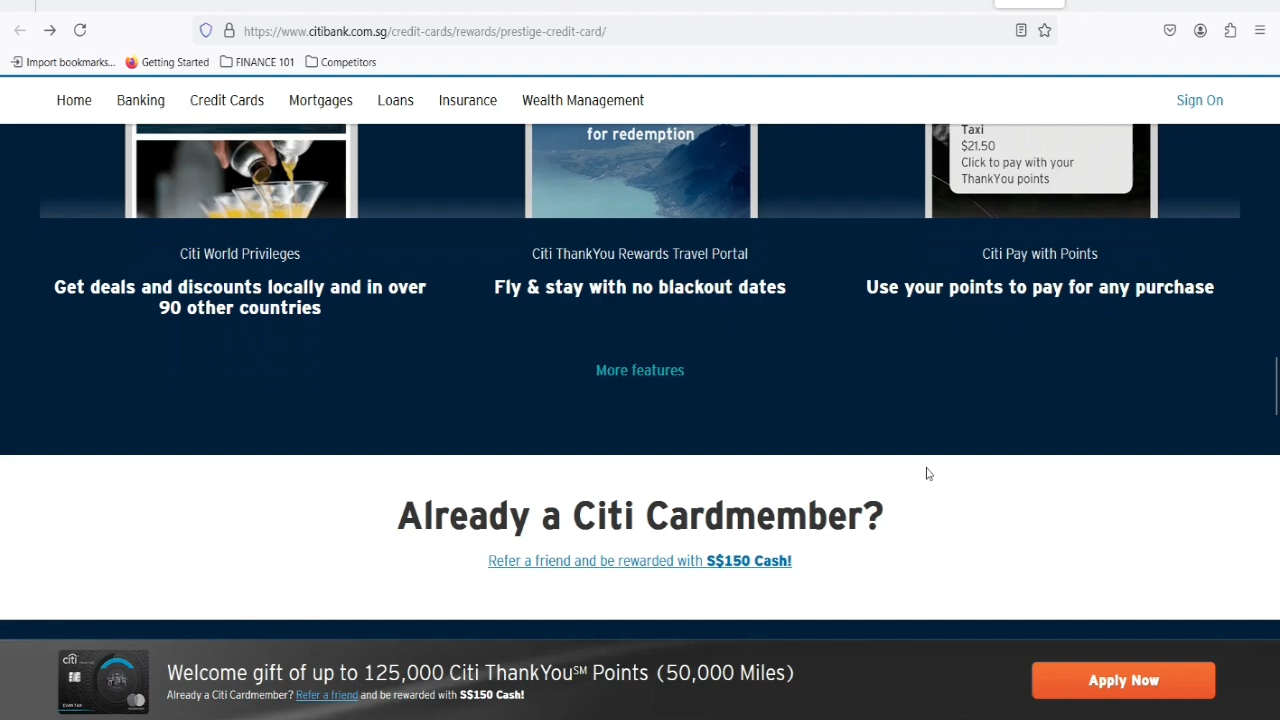 https://www.citibank.com.sg/credit-cards/rewards/prestige-credit-card/
Import bookmarks... Getting Started FINANCE 101 Competitors
Home Banking Credit Cards Mortgages Loans Insurance Wealth Management Sign On
for redemption
Taxi
$21.50
Click to pay with your
ThankYou points
Citi World Privileges
Get deals and discounts locally and in over
90 other countries
Citi ThankYou Rewards Travel Portal
Fly & stay with no blackout dates
Citi Pay with Points
Use your points to pay for any purchase
More features
Already a Citi Cardmember?
Refer a friend and be rewarded with S$150 Cash!
citi
Welcome gift of up to 125,000 Citi ThankYou℠ Points (50,000 Miles)
Already a Citi Cardmember? Refer a friend and be rewarded with S$150 Cash!
Apply Now